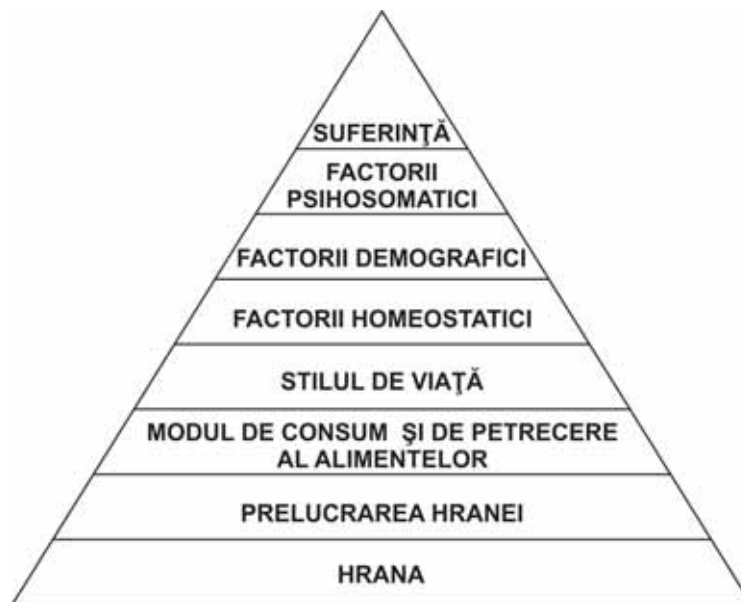 SUFERINŢĂ
FACTORII
PSIHOSOMATICI
FACTORII DEMOGRAFICI
FACTORII HOMEOSTATICI
STILUL DE VIAŢĂ
MODUL DE CONSUM ŞI DE PETRECERE
AL ALIMENTELOR
PRELUCRAREA HRANEI
HRANA